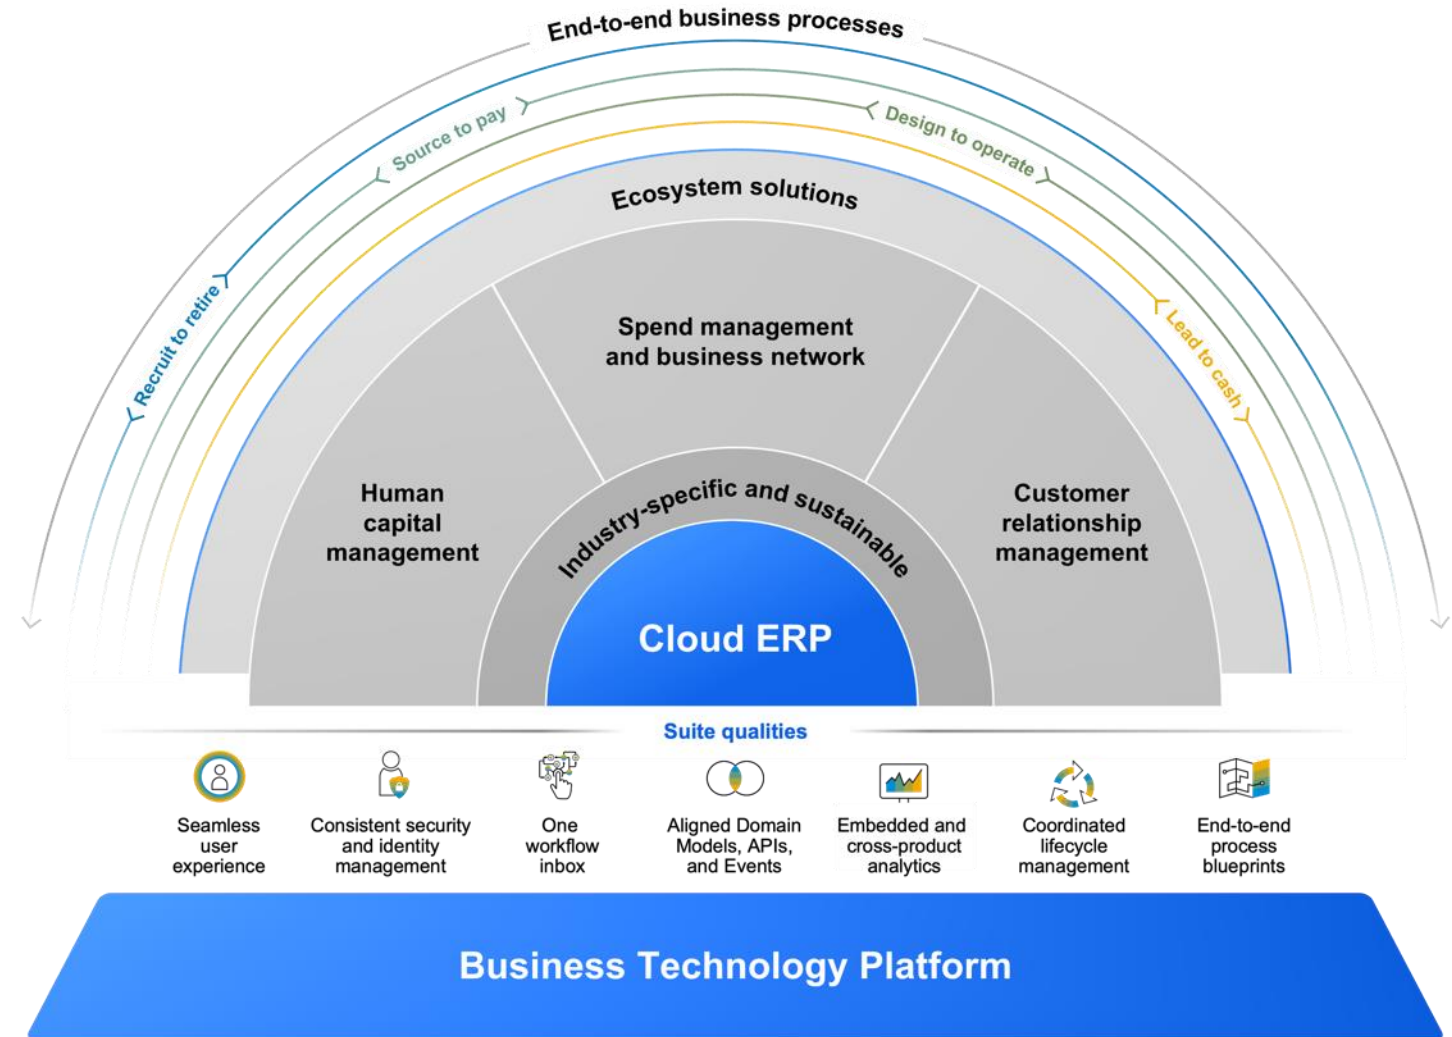 End-to-end business processes
Source to pay
Design to operate
Recruit to retire
Lead to cash
Ecosystem solutions
Spend management
and business network
Human
capital
management
Customer
relationship
management
Industry-specific and sustainable
Cloud ERP
Suite qualities
Seamless
user
experience
Consistent security
and identity
management
One
workflow
inbox
Aligned Domain
Models, APIs,
and Events
Embedded and
cross-product
analytics
Coordinated
lifecycle
management
End-to-end
process
blueprints
Business Technology Platform